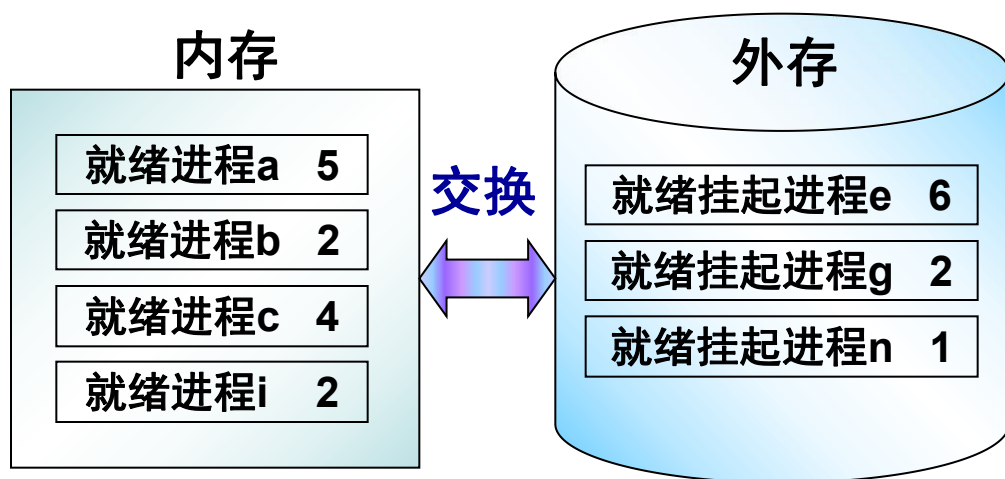 内存
就绪进程a 5
就绪进程b 2
就绪进程c 4
就绪进程i 2
交换
外存
就绪挂起进程e 6
就绪挂起进程g 2
就绪挂起进程n 1